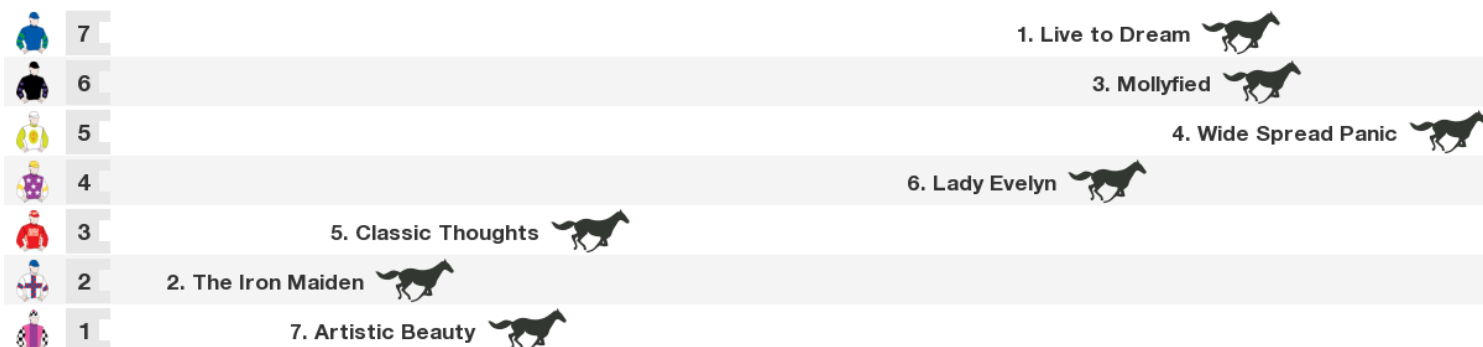 7 1. Live to Dream
6 3. Mollyfied
5 4. Wide Spread Panic
4 6. Lady Evelyn
3 5. Classic Thoughts
2 2. The Iron Maiden
1 7. Artistic Beauty